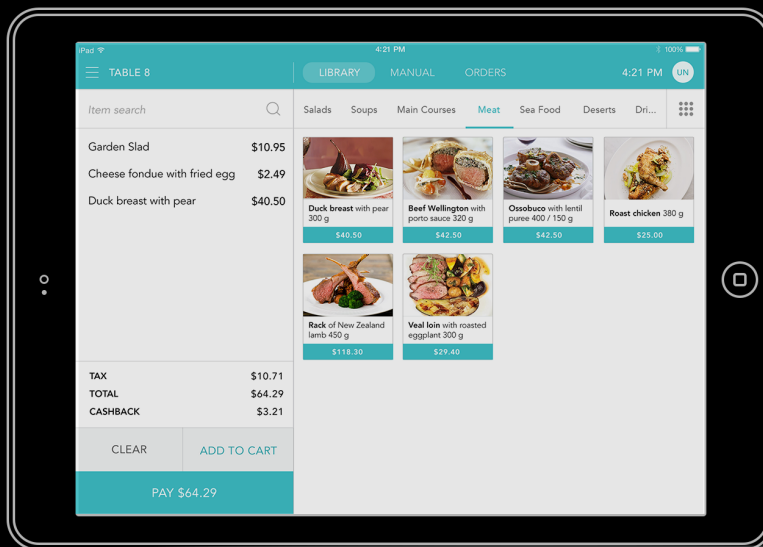 iPad 4:21 PM 100%
TABLE 8 LIBRARY MANUAL ORDERS 4:21 PM UN
Item search
Salads Soups Main Courses Meat Sea Food Deserts Dri...
Garden Slad $10.95
Cheese fondue with fried egg $2.49
Duck breast with pear $40.50
Duck breast with pear
300 g
$40.50
Beef Wellington with
porto sauce 320 g
$42.50
Ossobuco with lentil
puree 400 / 150 g
$42.50
Roast chicken 380 g
$25.00
Rack of New Zealand
lamb 450 g
$118.30
Veal loin with roasted
eggplant 300 g
$29.40
TAX $10.71
TOTAL $64.29
CASHBACK $3.21
CLEAR ADD TO CART
PAY $64.29